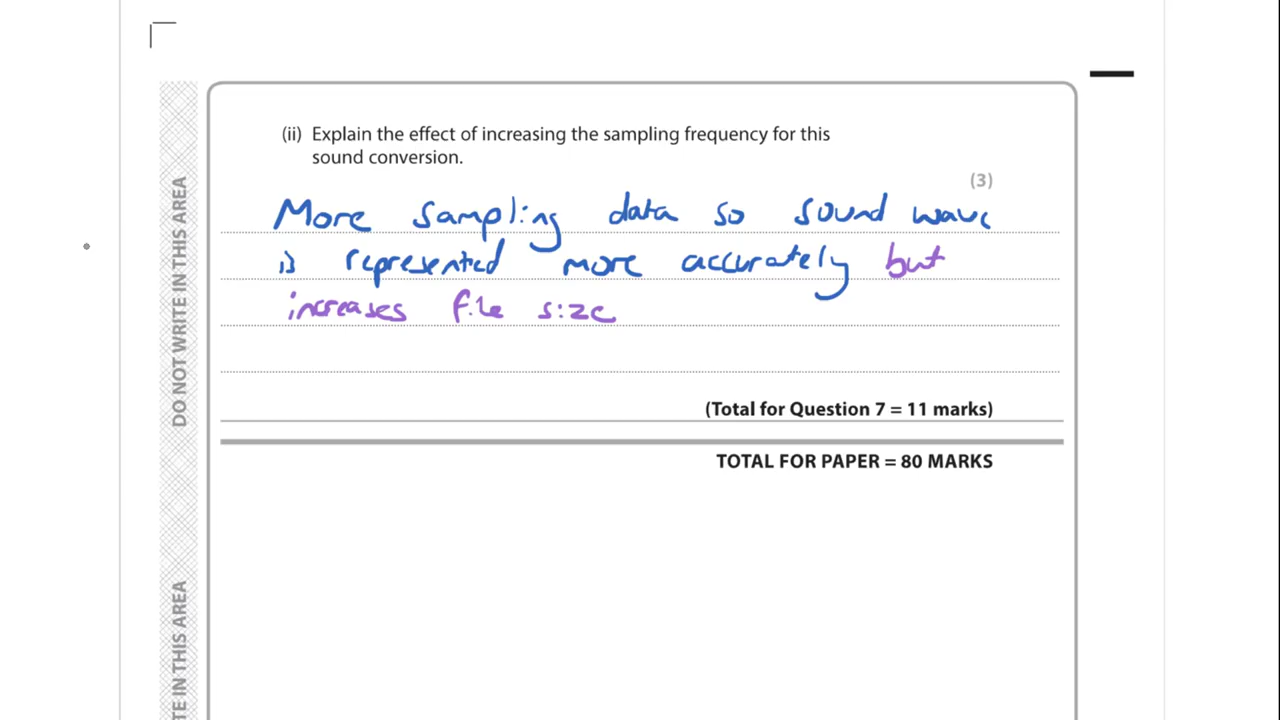 (ii) Explain the effect of increasing the sampling frequency for this
sound conversion.
(3)
More sampling data so sound wave
is represented more accurately but
increases file size
(Total for Question 7 = 11 marks)
TOTAL FOR PAPER = 80 MARKS
DO NOT WRITE IN THIS AREA
TE IN THIS AREA